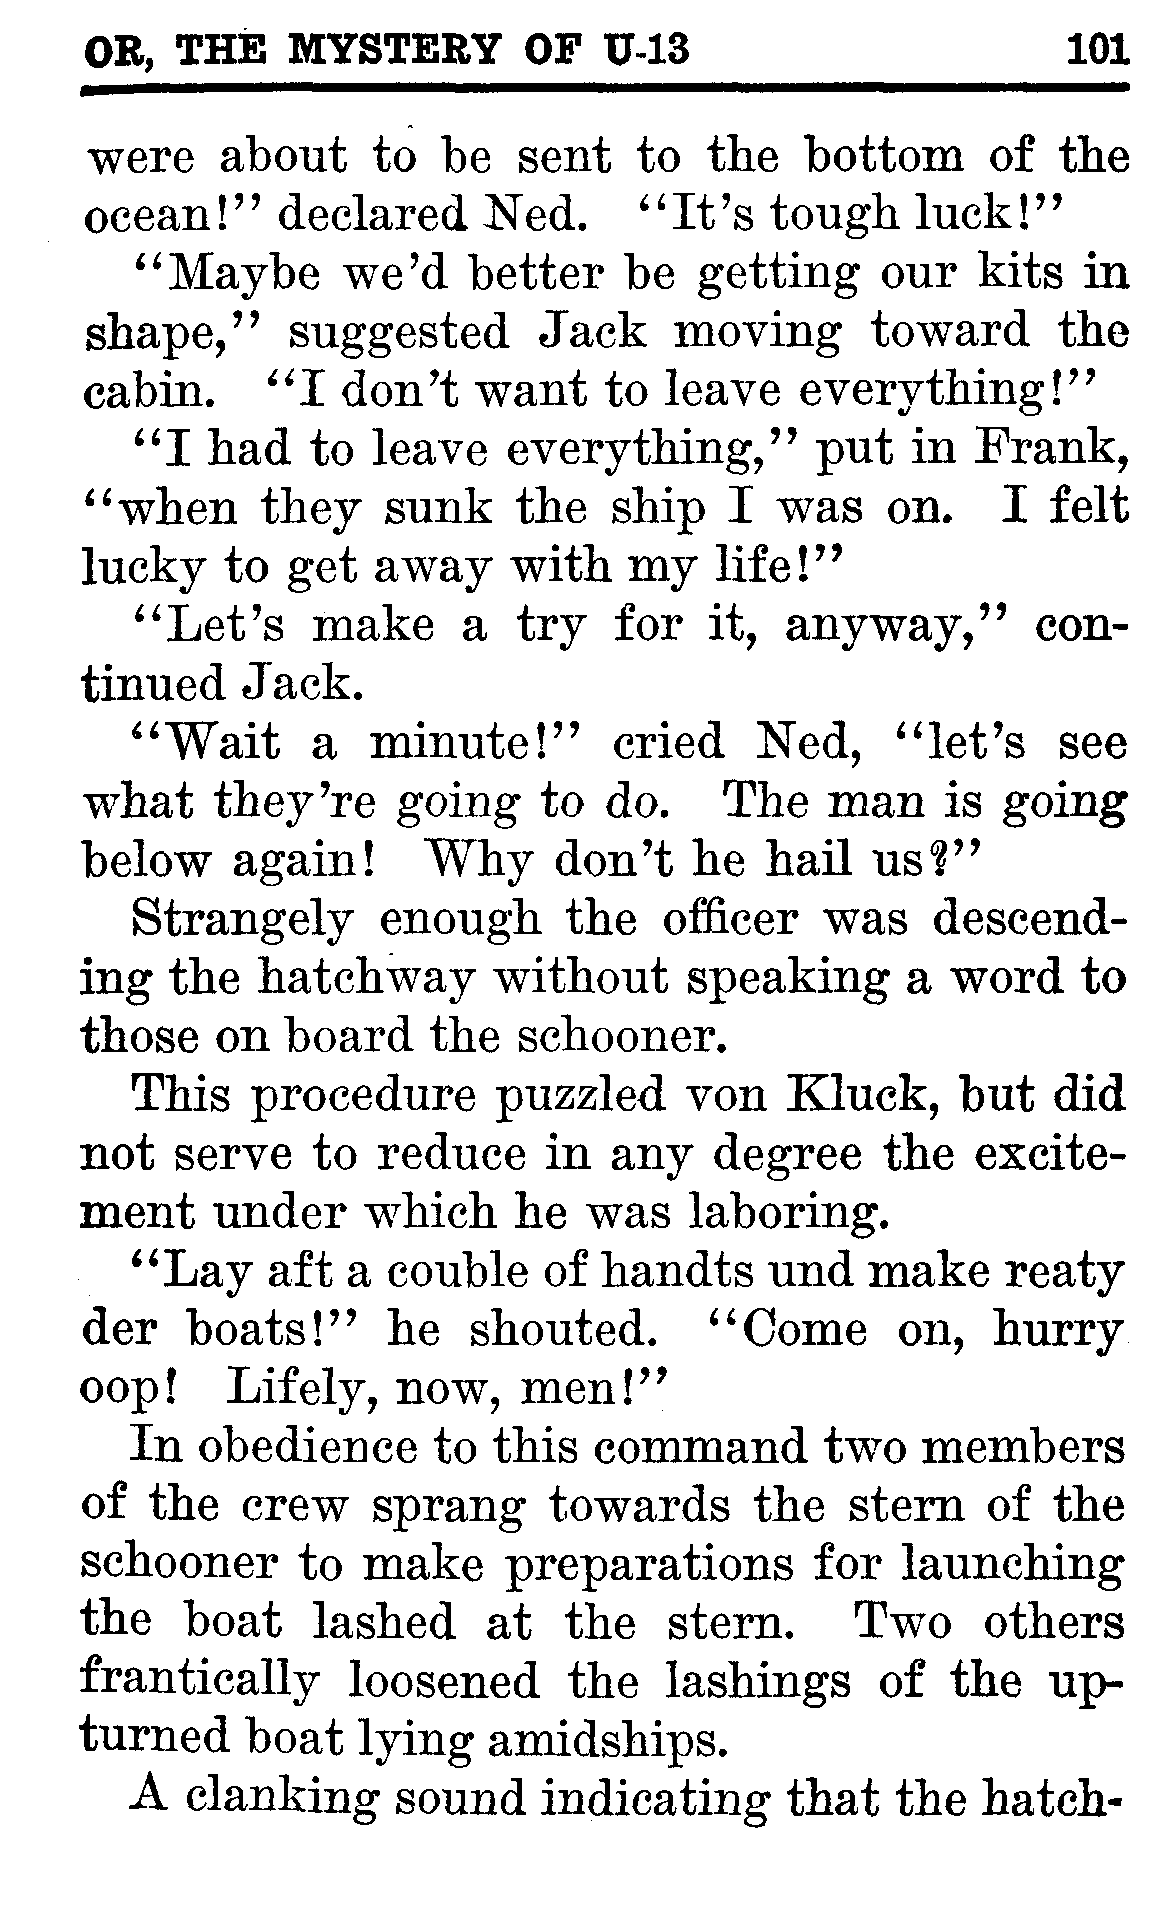 OR, THE MYSTERY OF U-13 101
were about to be sent to the bottom of the
ocean!” declared Ned. “It’s tough luck!”
“Maybe we’d better be getting our kits in
shape,” suggested Jack moving toward the
cabin. “I don’t want to leave everything!”
“I had to leave everything,” put in Frank,
“when they sunk the ship I was on. I felt
lucky to get away with my life!”
“Let’s make a try for it, anyway,” con-
tinued Jack.
“Wait a minute!” cried Ned, “let’s see
what they’re going to do. The man is going
below again! Why don’t he hail us?”
Strangely enough the officer was descend-
ing the hatchway without speaking a word to
those on board the schooner.
This procedure puzzled von Kluck, but did
not serve to reduce in any degree the excite-
ment under which he was laboring.
“Lay aft a couble of handts und make reaty
der boats!” he shouted. “Come on, hurry
oop! Lifely, now, men!”
In obedience to this command two members
of the crew sprang towards the stern of the
schooner to make preparations for launching
the boat lashed at the stern. Two others
frantically loosened the lashings of the up-
turned boat lying amidships.
A clanking sound indicating that the hatch-